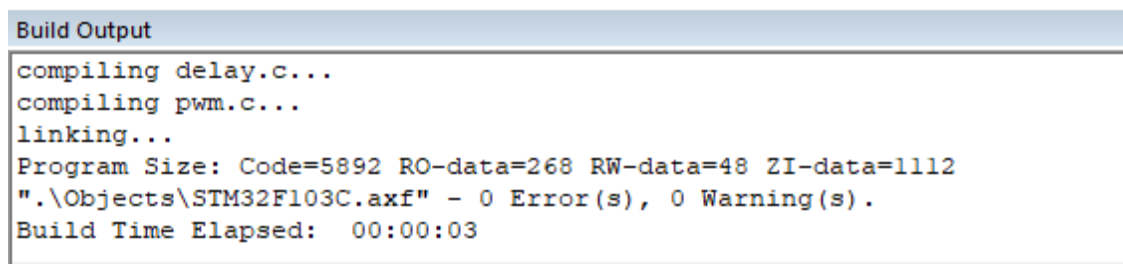 Build Output
compiling delay.c...
compiling pwm.c...
linking...
Program Size: Code=5892 RO-data=268 RW-data=48 ZI-data=1112
".\Objects\STM32F103C.axf" - 0 Error(s), 0 Warning(s).
Build Time Elapsed:  00:00:03